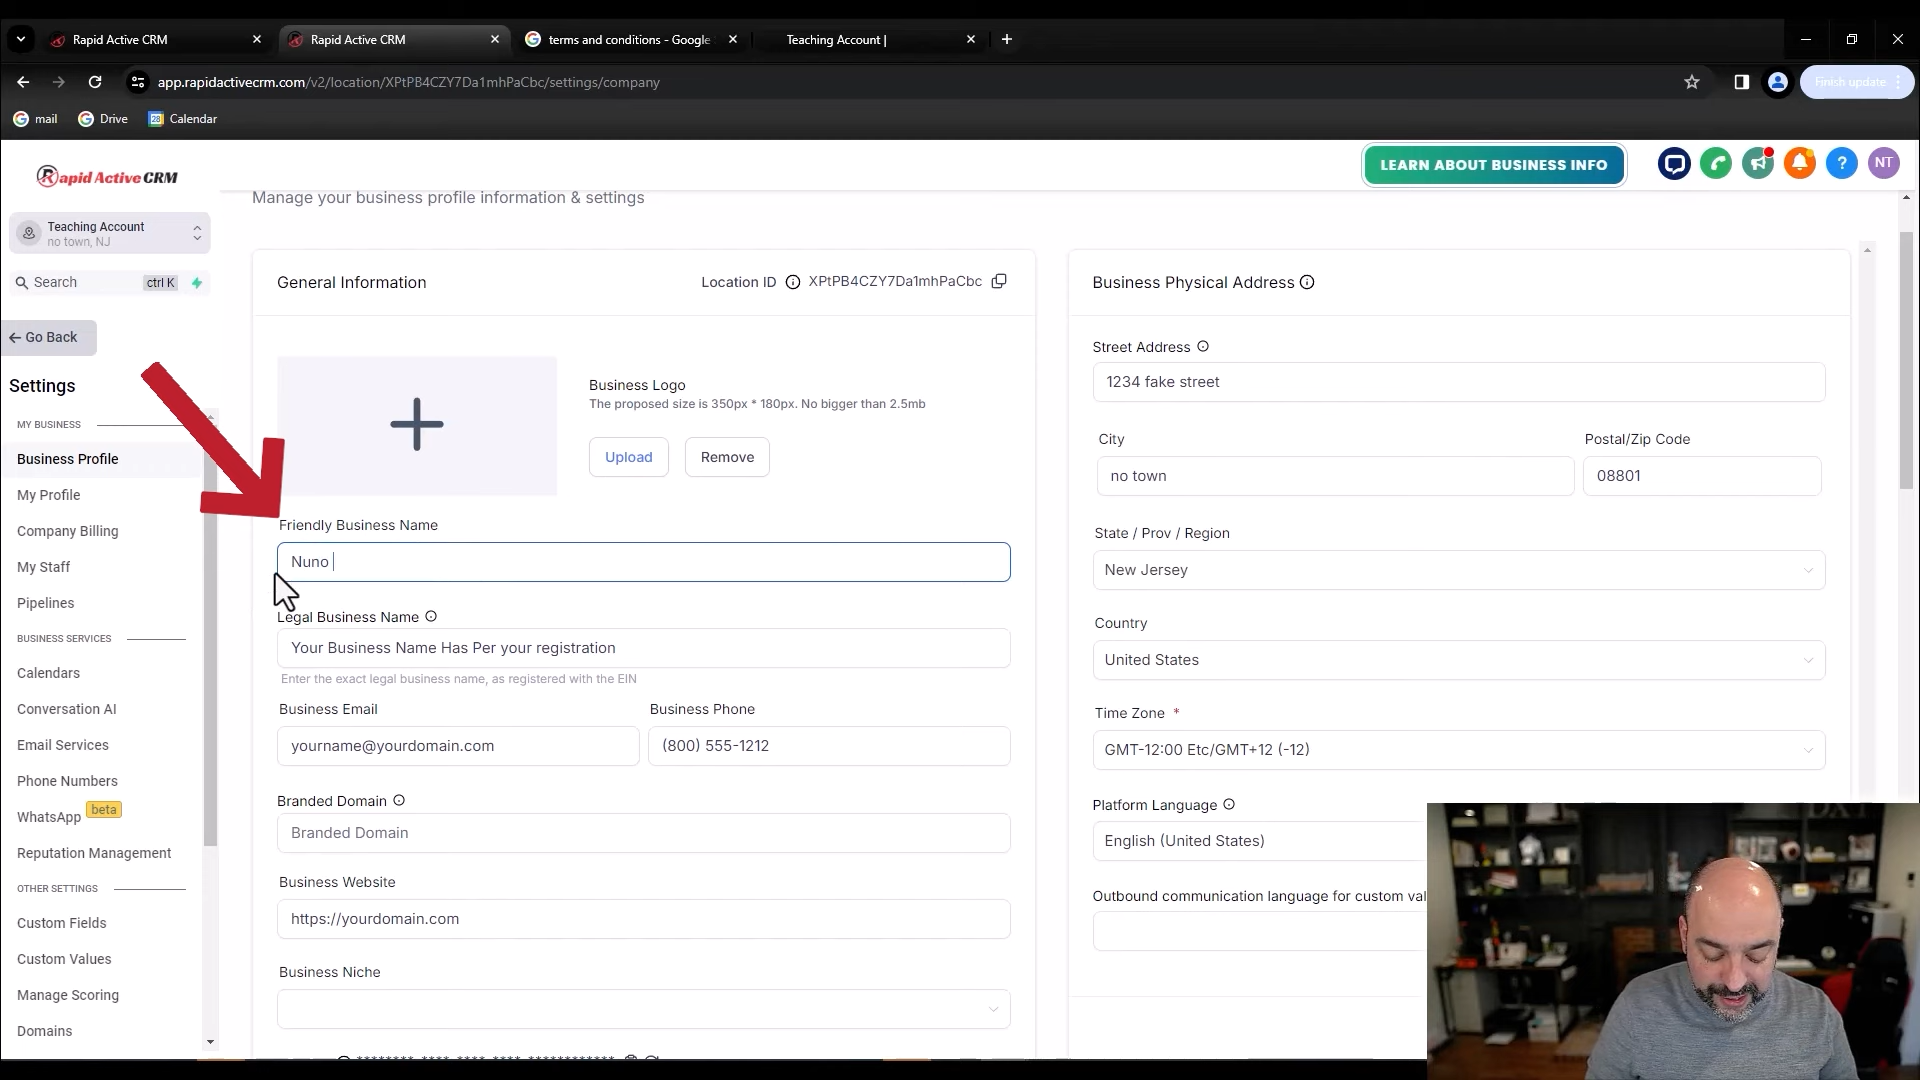 Rapid Active CRM
Rapid Active CRM
terms and conditions - Google
Teaching Account |
app.rapidactivecrm.com/v2/location/XPtPB4CZY7Da1mhPaCbc/settings/company
Finish update
mail
Drive
28
Calendar
Rapid Active CRM
LEARN ABOUT BUSINESS INFO
?
NT
Manage your business profile information & settings
Teaching Account
no town, NJ
Search
ctrl K
Go Back
Settings
MY BUSINESS
Business Profile
My Profile
Company Billing
My Staff
Pipelines
BUSINESS SERVICES
Calendars
Conversation AI
Email Services
Phone Numbers
WhatsApp beta
Reputation Management
OTHER SETTINGS
Custom Fields
Custom Values
Manage Scoring
Domains
General Information
Location ID XPtPB4CZY7Da1mhPaCbc
Business Logo
The proposed size is 350px * 180px. No bigger than 2.5mb
Upload
Remove
Friendly Business Name
Nuno
Legal Business Name
Your Business Name Has Per your registration
Enter the exact legal business name, as registered with the EIN
Business Email
Business Phone
yourname@yourdomain.com
(800) 555-1212
Branded Domain
Branded Domain
Business Website
https://yourdomain.com
Business Niche
Business Physical Address
Street Address
1234 fake street
City
Postal/Zip Code
no town
08801
State / Prov / Region
New Jersey
Country
United States
Time Zone *
GMT-12:00 Etc/GMT+12 (-12)
Platform Language
English (United States)
Outbound communication language for custom val